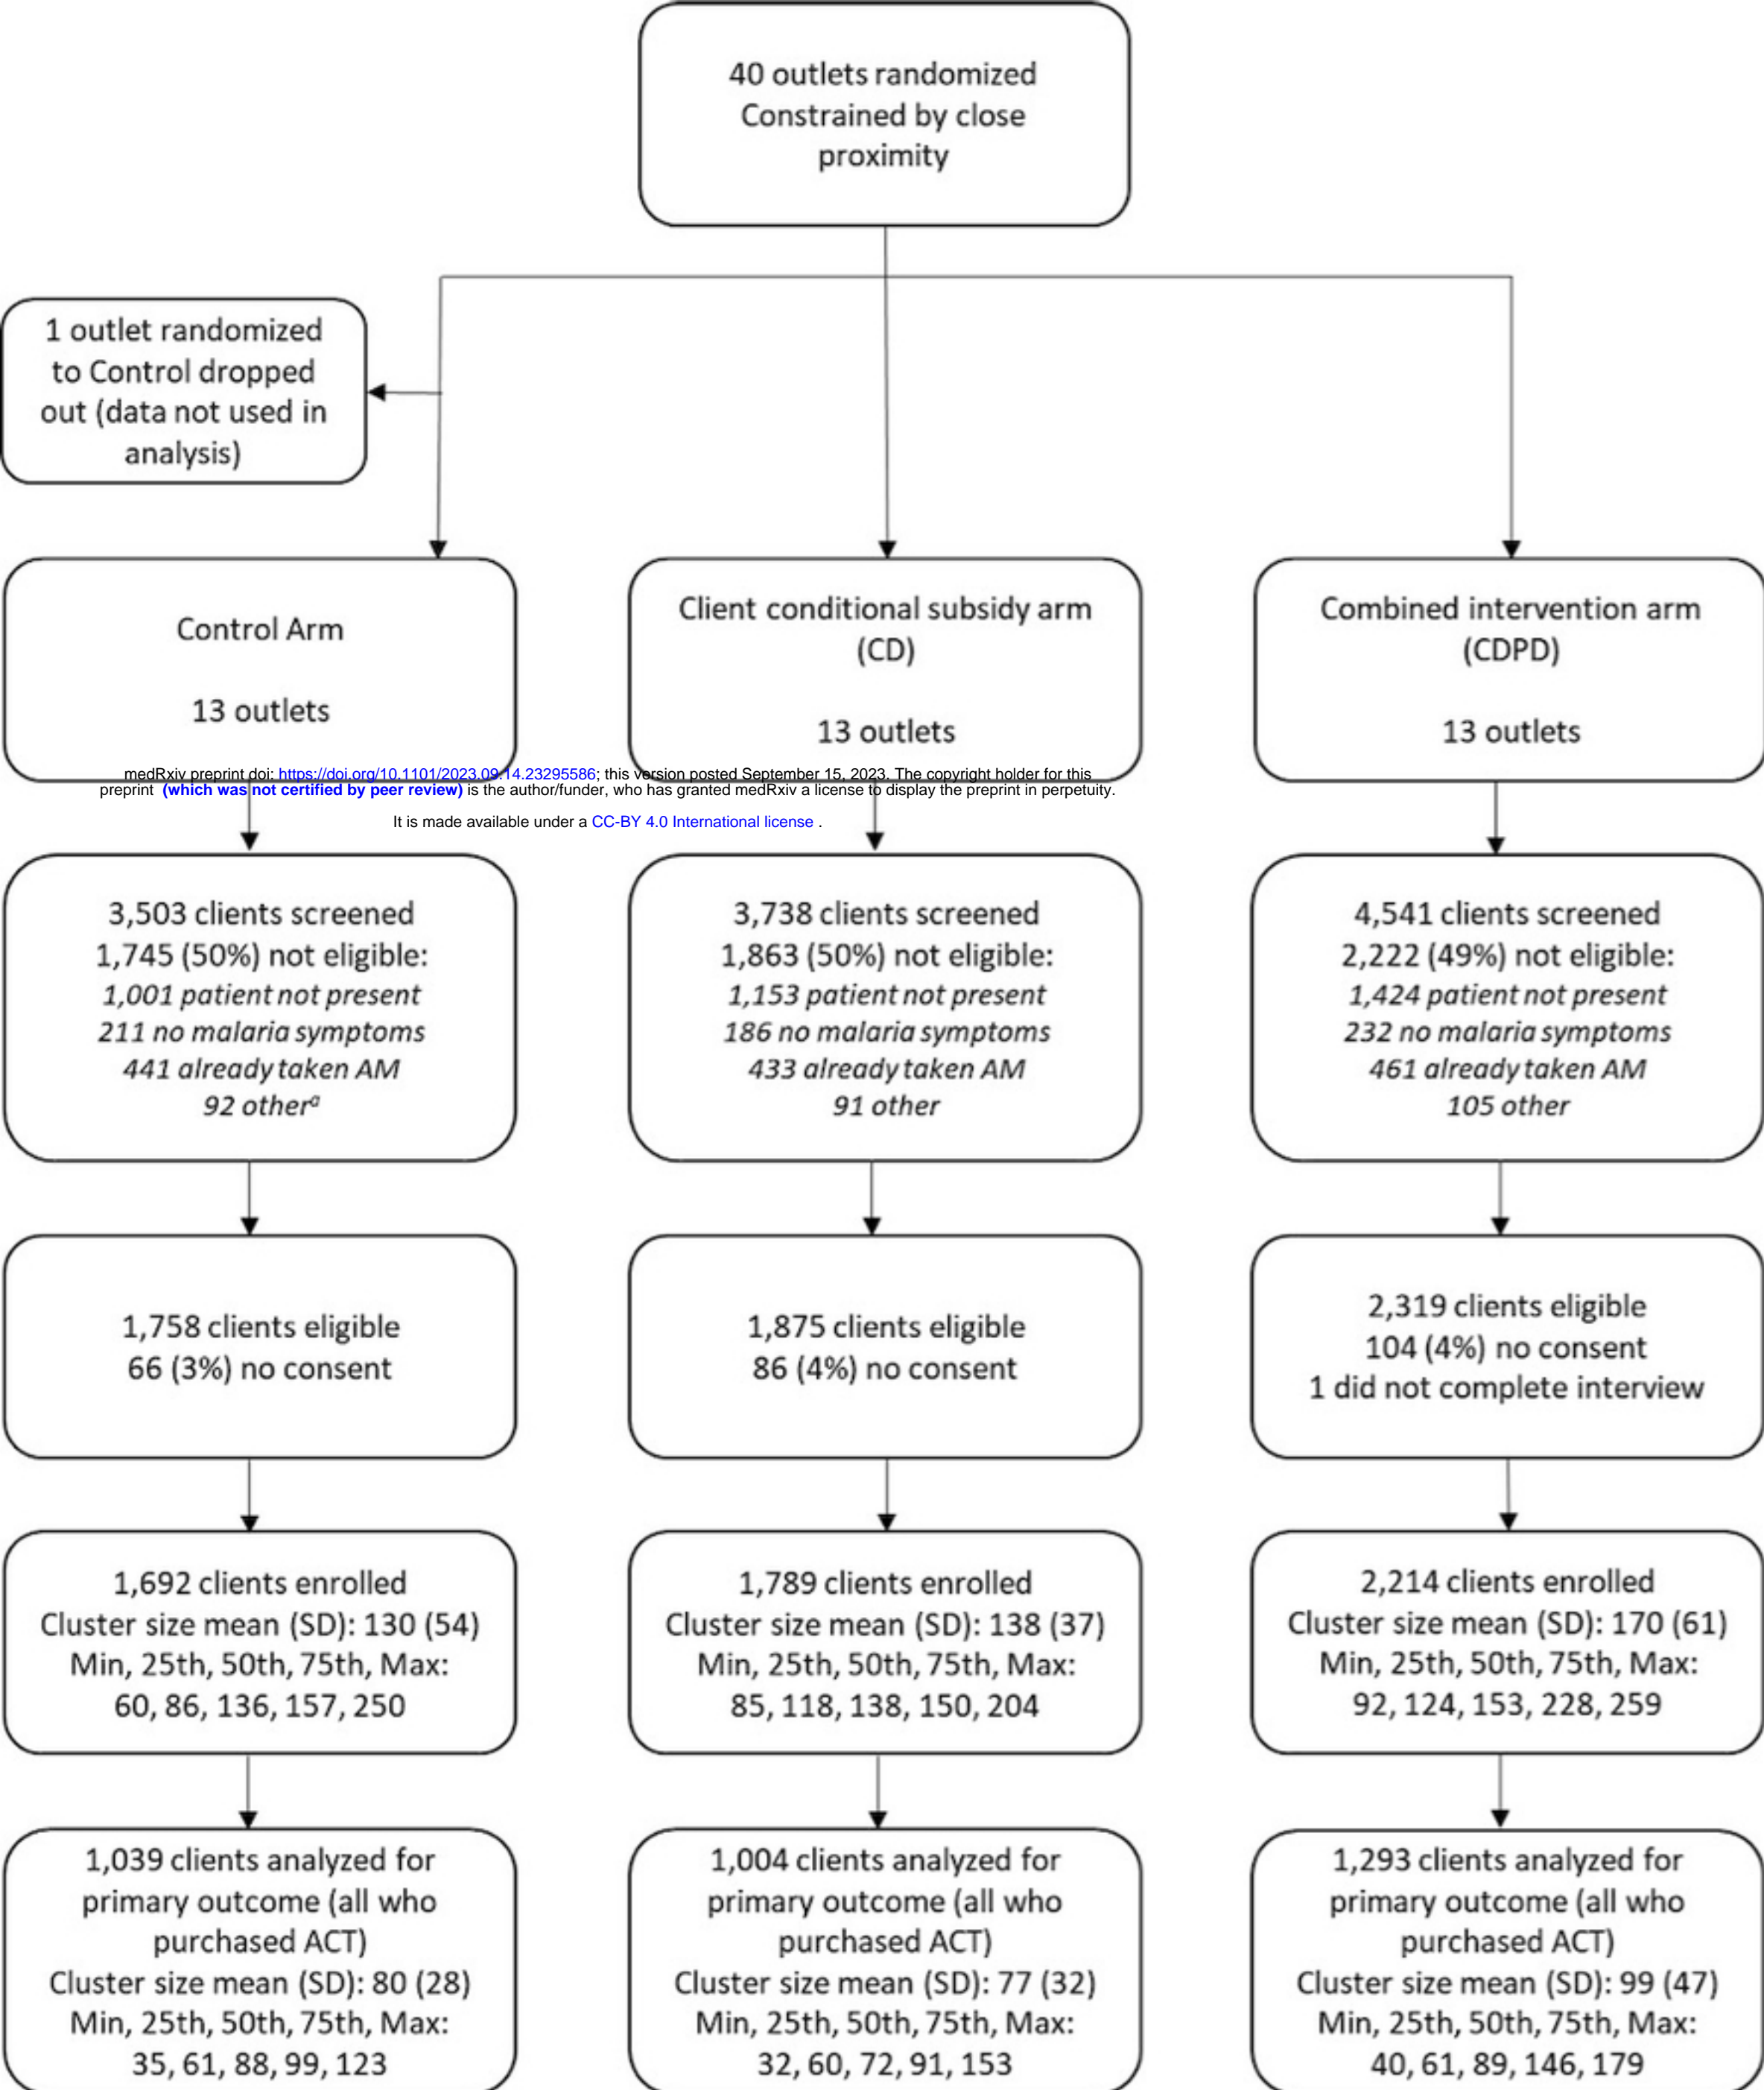 40 outlets randomized
Constrained by close
proximity
1 outlet randomized
to Control dropped
out (data not used in
analysis)
Control Arm
13 outlets
Client conditional subsidy arm
(CD)
13 outlets
Combined intervention arm
(CDPD)
13 outlets
medRxiv preprint doi: https://doi.org/10.1101/2023.09.14.23295586; this version posted September 15, 2023. The copyright holder for this
preprint (which was not certified by peer review) is the author/funder, who has granted medRxiv a license to display the preprint in perpetuity.
It is made available under a CC-BY 4.0 International license .
3,503 clients screened
1,745 (50%) not eligible:
1,001 patient not present
211 no malaria symptoms
441 already taken AM
92 otherᵃ
3,738 clients screened
1,863 (50%) not eligible:
1,153 patient not present
186 no malaria symptoms
433 already taken AM
91 other
4,541 clients screened
2,222 (49%) not eligible:
1,424 patient not present
232 no malaria symptoms
461 already taken AM
105 other
1,758 clients eligible
66 (3%) no consent
1,875 clients eligible
86 (4%) no consent
2,319 clients eligible
104 (4%) no consent
1 did not complete interview
1,692 clients enrolled
Cluster size mean (SD): 130 (54)
Min, 25th, 50th, 75th, Max:
60, 86, 136, 157, 250
1,789 clients enrolled
Cluster size mean (SD): 138 (37)
Min, 25th, 50th, 75th, Max:
85, 118, 138, 150, 204
2,214 clients enrolled
Cluster size mean (SD): 170 (61)
Min, 25th, 50th, 75th, Max:
92, 124, 153, 228, 259
1,039 clients analyzed for
primary outcome (all who
purchased ACT)
Cluster size mean (SD): 80 (28)
Min, 25th, 50th, 75th, Max:
35, 61, 88, 99, 123
1,004 clients analyzed for
primary outcome (all who
purchased ACT)
Cluster size mean (SD): 77 (32)
Min, 25th, 50th, 75th, Max:
32, 60, 72, 91, 153
1,293 clients analyzed for
primary outcome (all who
purchased ACT)
Cluster size mean (SD): 99 (47)
Min, 25th, 50th, 75th, Max:
40, 61, 89, 146, 179